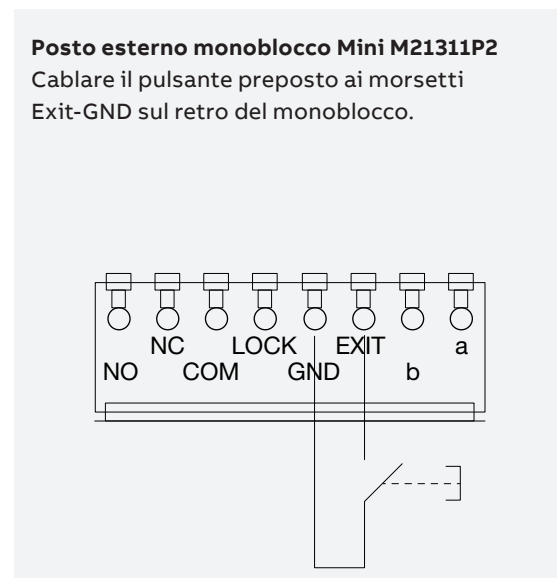 Posto esterno monoblocco Mini M21311P2
Cablare il pulsante preposto ai morsetti
Exit-GND sul retro del monoblocco.
NC LOCK EXIT a
NO COM GND b